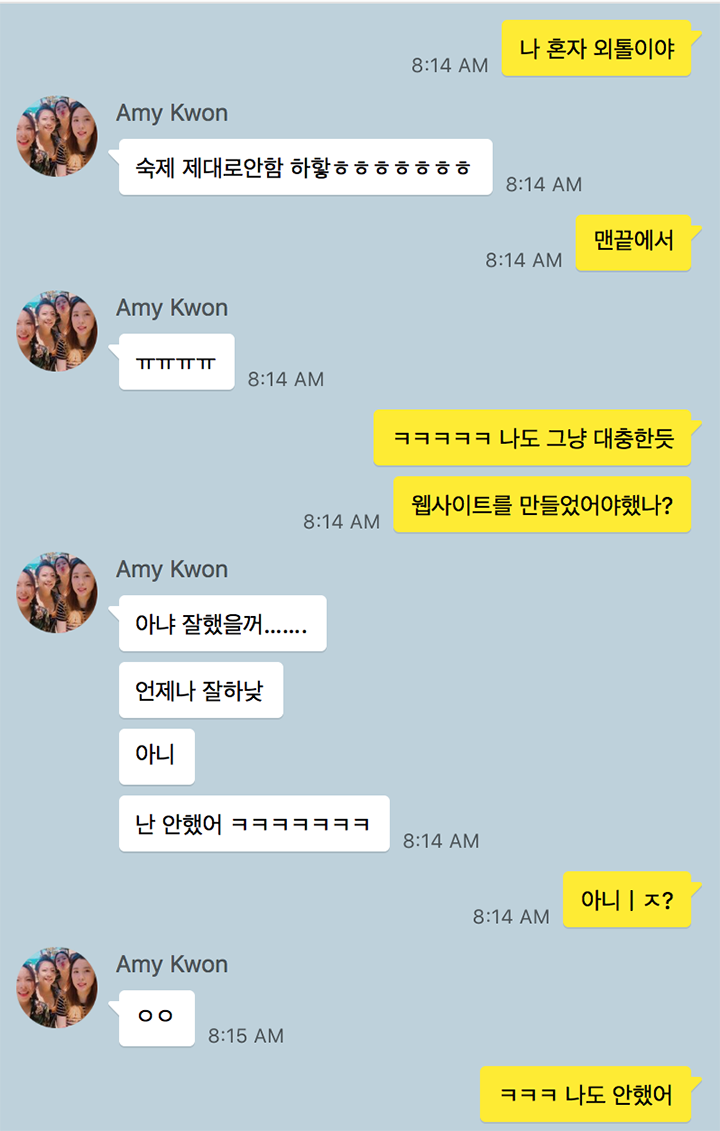 나 혼자 외톨이야
8:14 AM
Amy Kwon
숙제 제대로안함 하핳ㅎㅎㅎㅎㅎㅎㅎ
8:14 AM
맨끝에서
8:14 AM
Amy Kwon
ㅠㅠㅠㅠ
8:14 AM
ㅋㅋㅋㅋㅋ 나도 그냥 대충한듯
웹사이트를 만들었어야했나?
8:14 AM
Amy Kwon
아냐 잘했을꺼.......
언제나 잘하낮
아니
난 안했어 ㅋㅋㅋㅋㅋㅋㅋ
8:14 AM
아니ㅣㅈ?
8:14 AM
Amy Kwon
ㅇㅇ
8:15 AM
ㅋㅋㅋ 나도 안했어